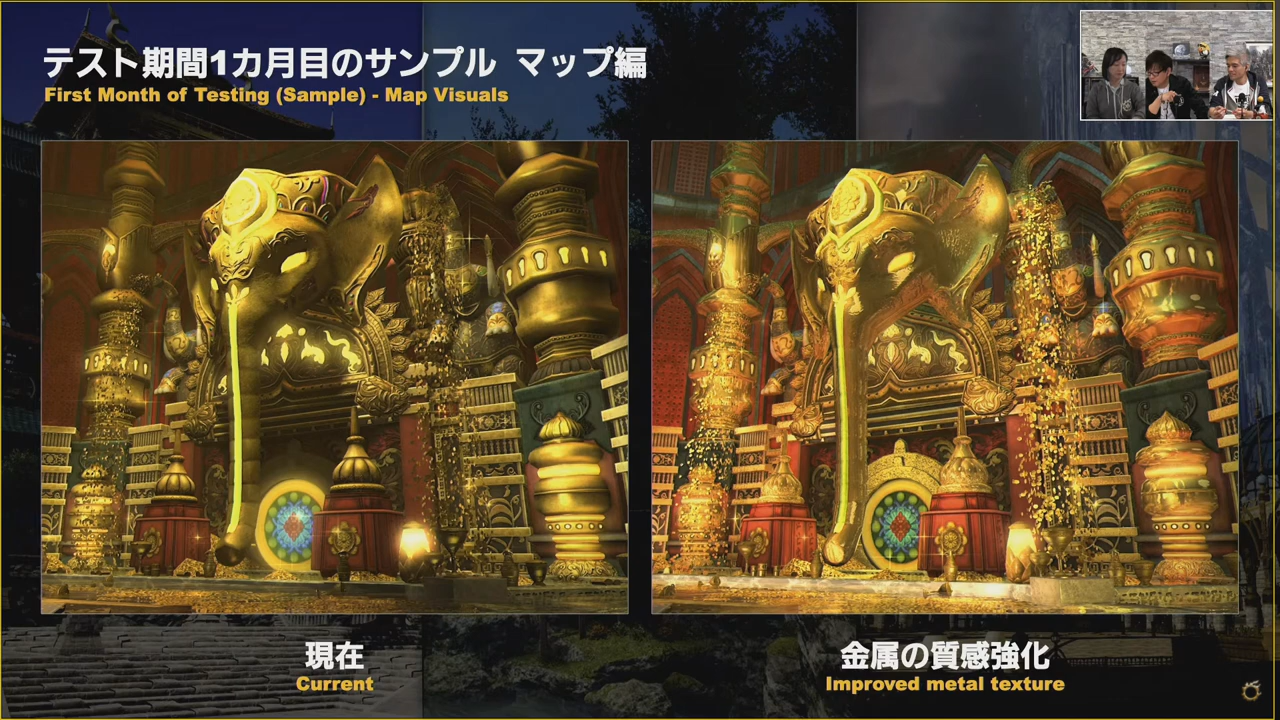 テスト期間1カ月目のサンプル マップ編
First Month of Testing (Sample) - Map Visuals
現在
Current
金属の質感強化
Improved metal texture